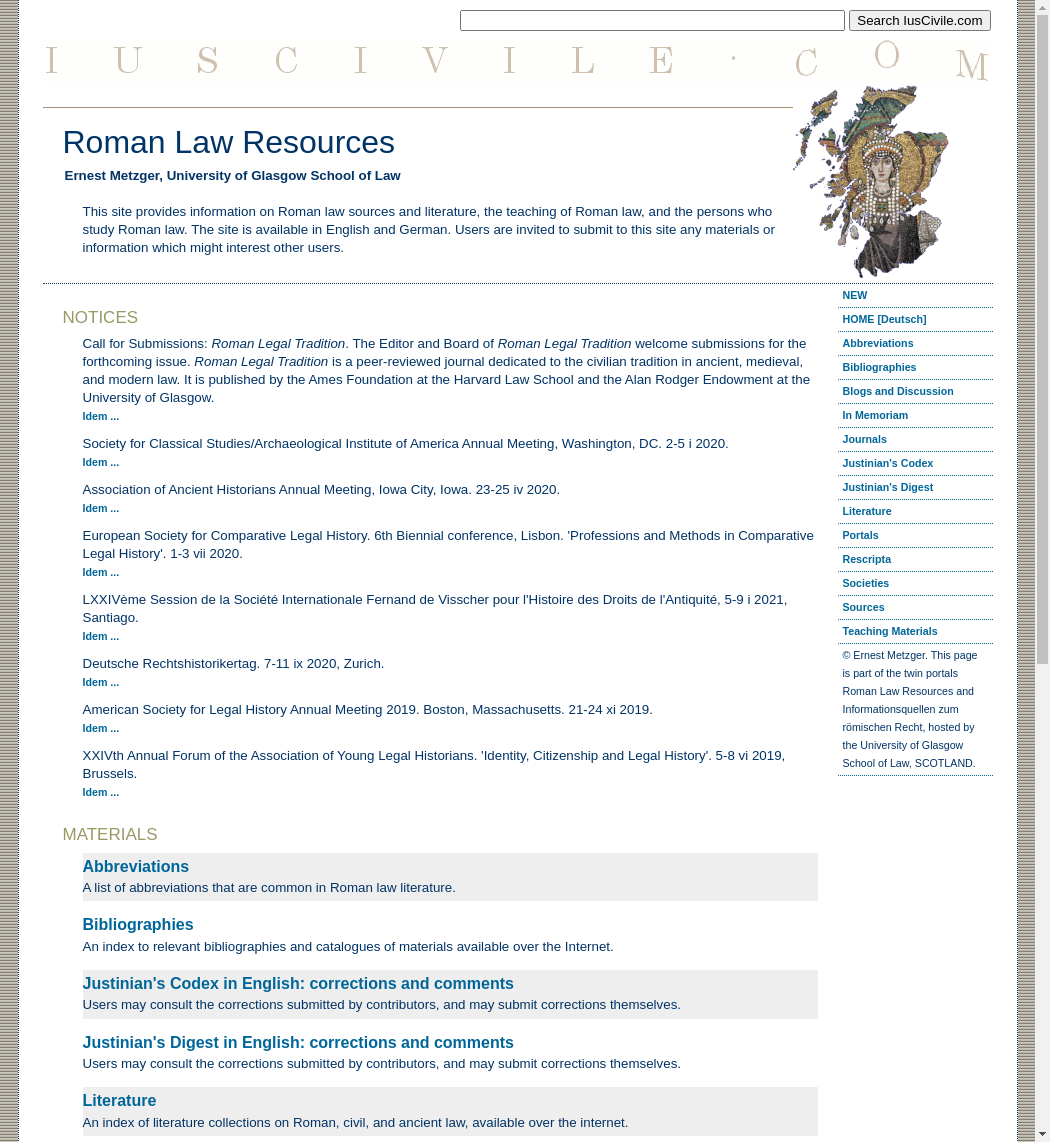 Search IusCivile.com
I U S C I V I L E · C O M
Roman Law Resources
Ernest Metzger, University of Glasgow School of Law
This site provides information on Roman law sources and literature, the teaching of Roman law, and the persons who
study Roman law. The site is available in English and German. Users are invited to submit to this site any materials or
information which might interest other users.
NOTICES
Call for Submissions: Roman Legal Tradition. The Editor and Board of Roman Legal Tradition welcome submissions for the
forthcoming issue. Roman Legal Tradition is a peer-reviewed journal dedicated to the civilian tradition in ancient, medieval,
and modern law. It is published by the Ames Foundation at the Harvard Law School and the Alan Rodger Endowment at the
University of Glasgow.
Idem ...
Society for Classical Studies/Archaeological Institute of America Annual Meeting, Washington, DC. 2-5 i 2020.
Idem ...
Association of Ancient Historians Annual Meeting, Iowa City, Iowa. 23-25 iv 2020.
Idem ...
European Society for Comparative Legal History. 6th Biennial conference, Lisbon. 'Professions and Methods in Comparative
Legal History'. 1-3 vii 2020.
Idem ...
LXXIVème Session de la Société Internationale Fernand de Visscher pour l'Histoire des Droits de l'Antiquité, 5-9 i 2021,
Santiago.
Idem ...
Deutsche Rechtshistorikertag. 7-11 ix 2020, Zurich.
Idem ...
American Society for Legal History Annual Meeting 2019. Boston, Massachusetts. 21-24 xi 2019.
Idem ...
XXIVth Annual Forum of the Association of Young Legal Historians. 'Identity, Citizenship and Legal History'. 5-8 vi 2019,
Brussels.
Idem ...
MATERIALS
Abbreviations
A list of abbreviations that are common in Roman law literature.
Bibliographies
An index to relevant bibliographies and catalogues of materials available over the Internet.
Justinian's Codex in English: corrections and comments
Users may consult the corrections submitted by contributors, and may submit corrections themselves.
Justinian's Digest in English: corrections and comments
Users may consult the corrections submitted by contributors, and may submit corrections themselves.
Literature
An index of literature collections on Roman, civil, and ancient law, available over the internet.
NEW
HOME [Deutsch]
Abbreviations
Bibliographies
Blogs and Discussion
In Memoriam
Journals
Justinian's Codex
Justinian's Digest
Literature
Portals
Rescripta
Societies
Sources
Teaching Materials
© Ernest Metzger. This page
is part of the twin portals
Roman Law Resources and
Informationsquellen zum
römischen Recht, hosted by
the University of Glasgow
School of Law, SCOTLAND.